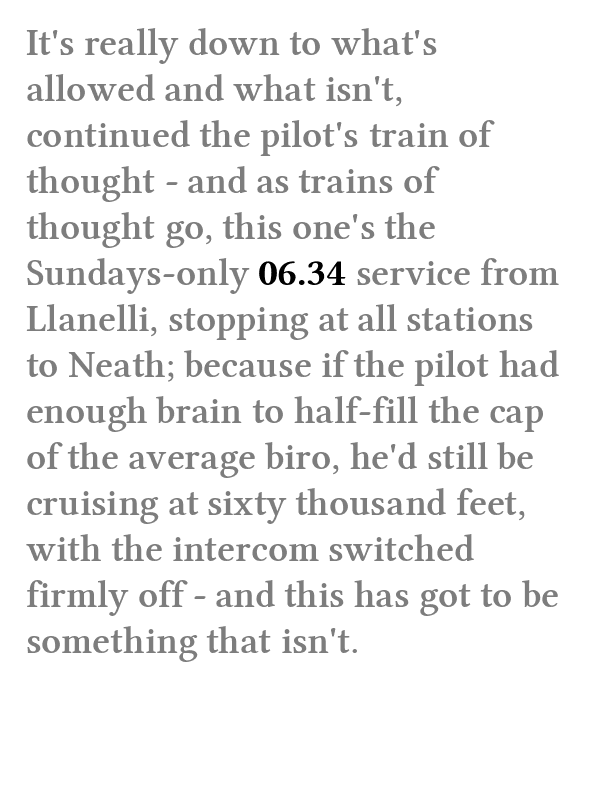 It's really down to what's
allowed and what isn't,
continued the pilot's train of
thought - and as trains of
thought go, this one's the
Sundays-only 06.34 service from
Llanelli, stopping at all stations
to Neath; because if the pilot had
enough brain to half-fill the cap
of the average biro, he'd still be
cruising at sixty thousand feet,
with the intercom switched
firmly off - and this has got to be
something that isn't.